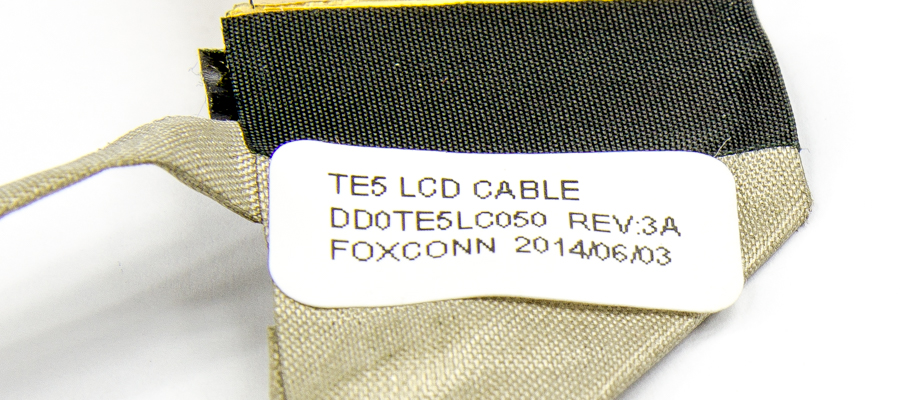 TE5 LCD CABLE
DD0TE5LC050 REV:3A
FOXCONN 2014/06/03